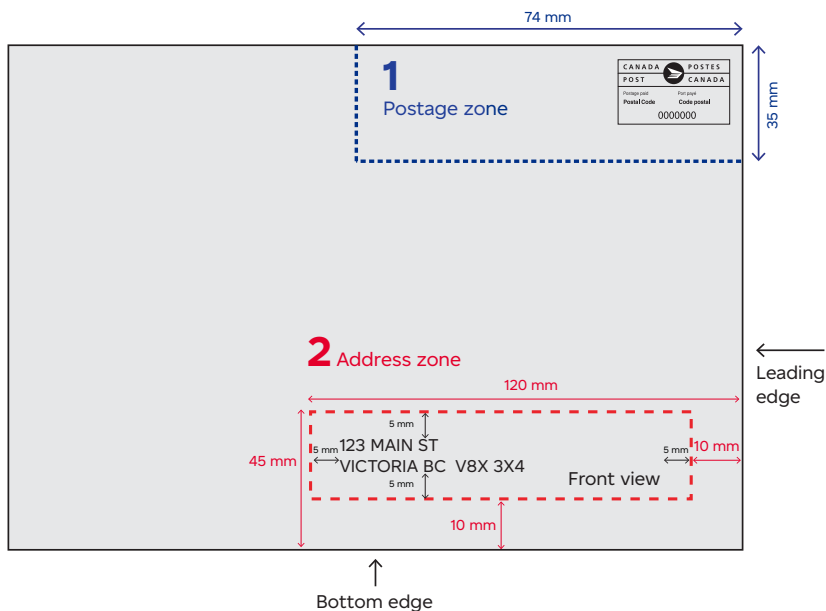 74 mm
1
Postage zone
CANADA POSTES
POST CANADA
Postage paid Port payé
Postal Code Code postal
0000000
35 mm
2 Address zone
120 mm
Leading
edge
5 mm
5 mm 123 MAIN ST 5 mm 10 mm
45 mm
VICTORIA BC V8X 3X4
5 mm
Front view
10 mm
Bottom edge